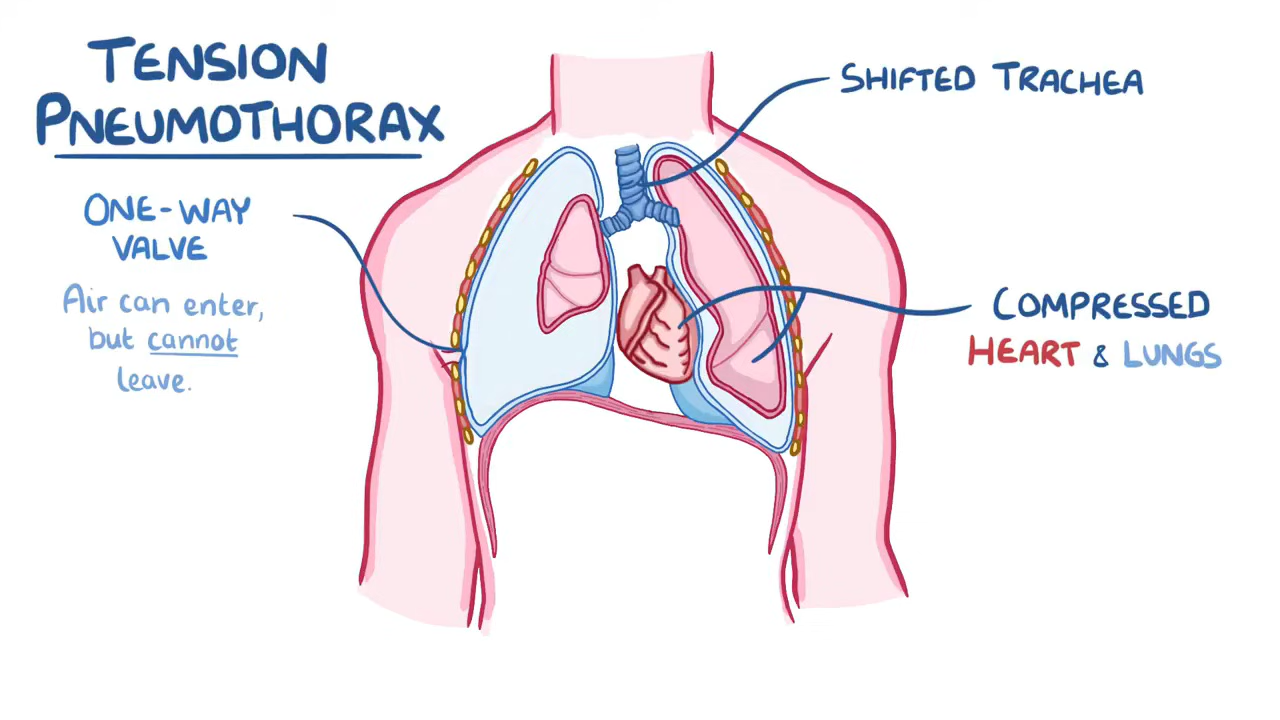 TENSION
PNEUMOTHORAX
ONE-WAY
VALVE
Air can enter,
but cannot
leave.
SHIFTED TRACHEA
COMPRESSED
HEART & LUNGS